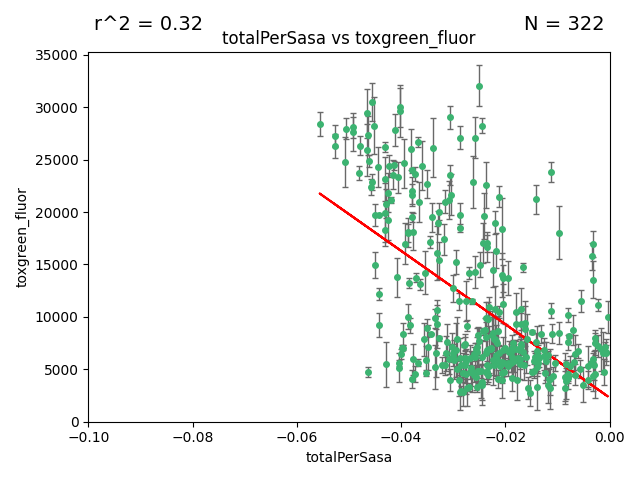 r^2 = 0.32
N = 322
totalPerSasa vs toxgreen_fluor
35000
30000
25000
20000
15000
10000
5000
0
toxgreen_fluor
−0.10
−0.08
−0.06
−0.04
−0.02
0.00
totalPerSasa